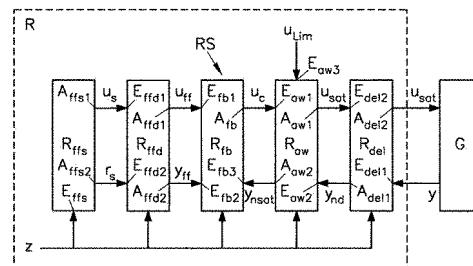 R
RS
u_Lim
E_aw3
A_ffs1 u_s E_ffd1 u_ff E_fb1 u_c E_aw1 u_sat E_del2 u_sat
A_ffd1 A_fb A_aw1 A_del2
R_ffs R_ffd R_fb R_aw R_del G
A_ffs2 E_ffd2 E_fb3 A_aw2 E_del1
r_s y_ff y_nsat y_nd y
E_ffs A_ffd2 E_fb2 E_aw2 A_del1
z